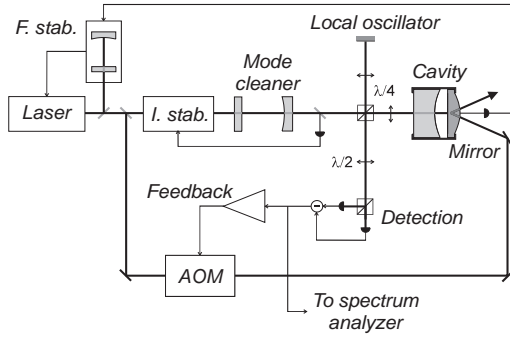 F. stab.
Local oscillator
Mode
cleaner
λ/4
Cavity
Laser
I. stab.
Mirror
λ/2
Feedback
Detection
AOM
To spectrum
analyzer